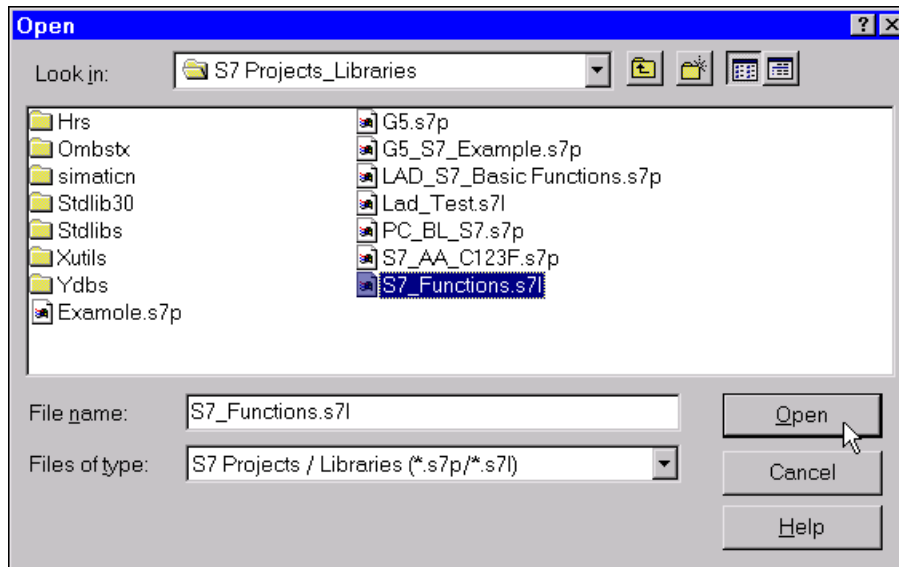 Open
Look in: S7 Projects_Libraries
Hrs
Ombstx
simaticn
Stdlib30
Stdlibs
Xutils
Ydbs
Examole.s7p
G5.s7p
G5_S7_Example.s7p
LAD_S7_Basic Functions.s7p
Lad_Test.s7l
PC_BL_S7.s7p
S7_AA_C123F.s7p
S7_Functions.s7l
File name: S7_Functions.s7l
Open
Files of type: S7 Projects / Libraries (*.s7p/*.s7l)
Cancel
Help